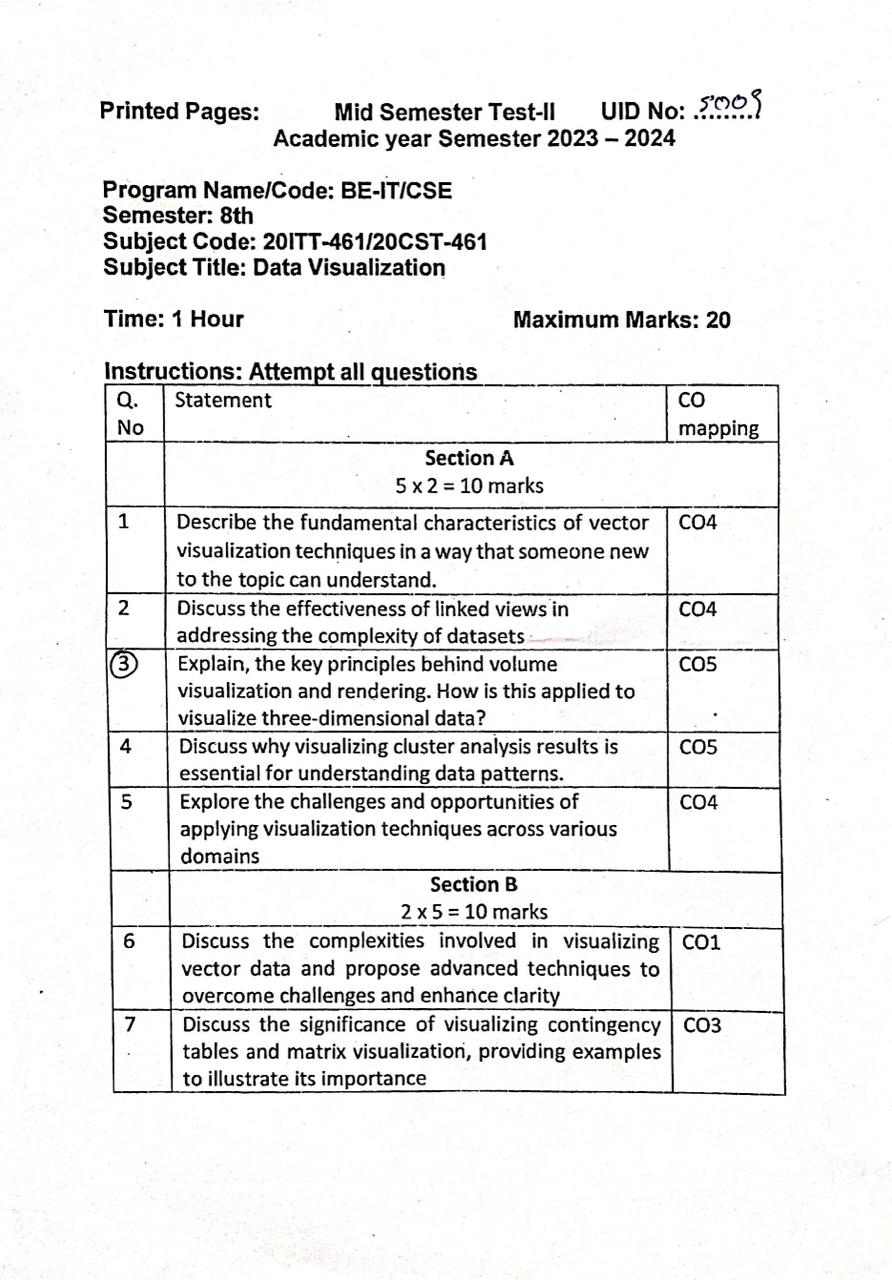 Printed Pages: Mid Semester Test-II UID No: ........
Academic year Semester 2023 – 2024
Program Name/Code: BE-IT/CSE
Semester: 8th
Subject Code: 20ITT-461/20CST-461
Subject Title: Data Visualization
Time: 1 Hour Maximum Marks: 20
Instructions: Attempt all questions
Q. Statement CO
No mapping
Section A
5 x 2 = 10 marks
1 Describe the fundamental characteristics of vector CO4
visualization techniques in a way that someone new
to the topic can understand.
2 Discuss the effectiveness of linked views in CO4
addressing the complexity of datasets
3 Explain, the key principles behind volume CO5
visualization and rendering. How is this applied to
visualize three-dimensional data?
4 Discuss why visualizing cluster analysis results is CO5
essential for understanding data patterns.
5 Explore the challenges and opportunities of CO4
applying visualization techniques across various
domains
Section B
2 x 5 = 10 marks
6 Discuss the complexities involved in visualizing CO1
vector data and propose advanced techniques to
overcome challenges and enhance clarity
7 Discuss the significance of visualizing contingency CO3
tables and matrix visualization, providing examples
to illustrate its importance